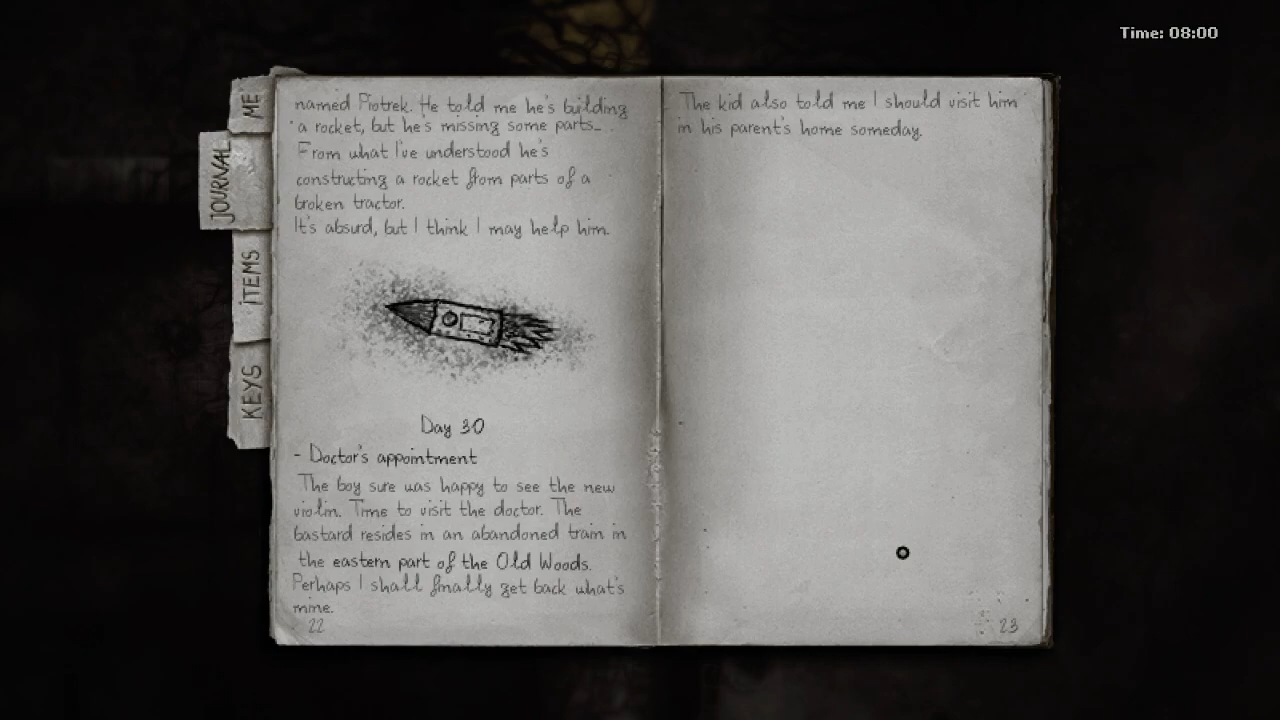 Time: 08:00
ME
JOURNAL
ITEMS
KEYS
named Piotrek. He told me he's building
a rocket, but he's missing some parts...
From what I've understood he's
constructing a rocket from parts of a
broken tractor.
It's absurd, but I think I may help him.
Day 30
- Doctor's appointment
The boy sure was happy to see the new
violin. Time to visit the doctor. The
bastard resides in an abandoned train in
the eastern part of the Old Woods.
Perhaps I shall finally get back what's
mine.
22
The kid also told me I should visit him
in his parent's home someday.
23